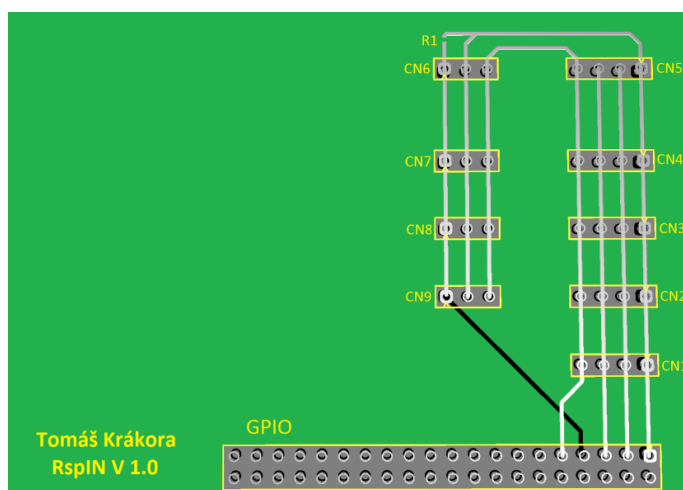 R1
CN6
CN5
CN7
CN4
CN8
CN3
CN9
CN2
CN1
GPIO
Tomáš Krákora
RspIN V 1.0